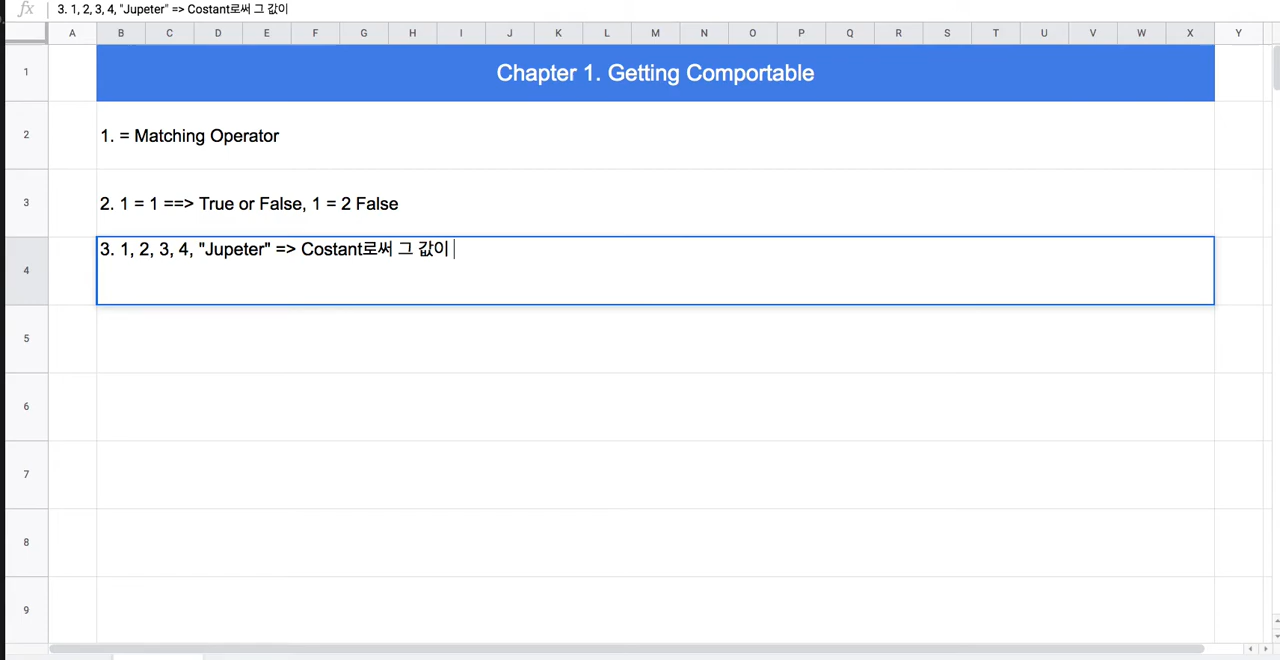 fx 3. 1, 2, 3, 4, "Jupeter" => Costant로써 그 값이
A B C D E F G H I J K L M N O P Q R S T U V W X Y
1 Chapter 1. Getting Comportable
2 1. = Matching Operator
3 2. 1 = 1 ==> True or False, 1 = 2 False
4 3. 1, 2, 3, 4, "Jupeter" => Costant로써 그 값이
5
6
7
8
9